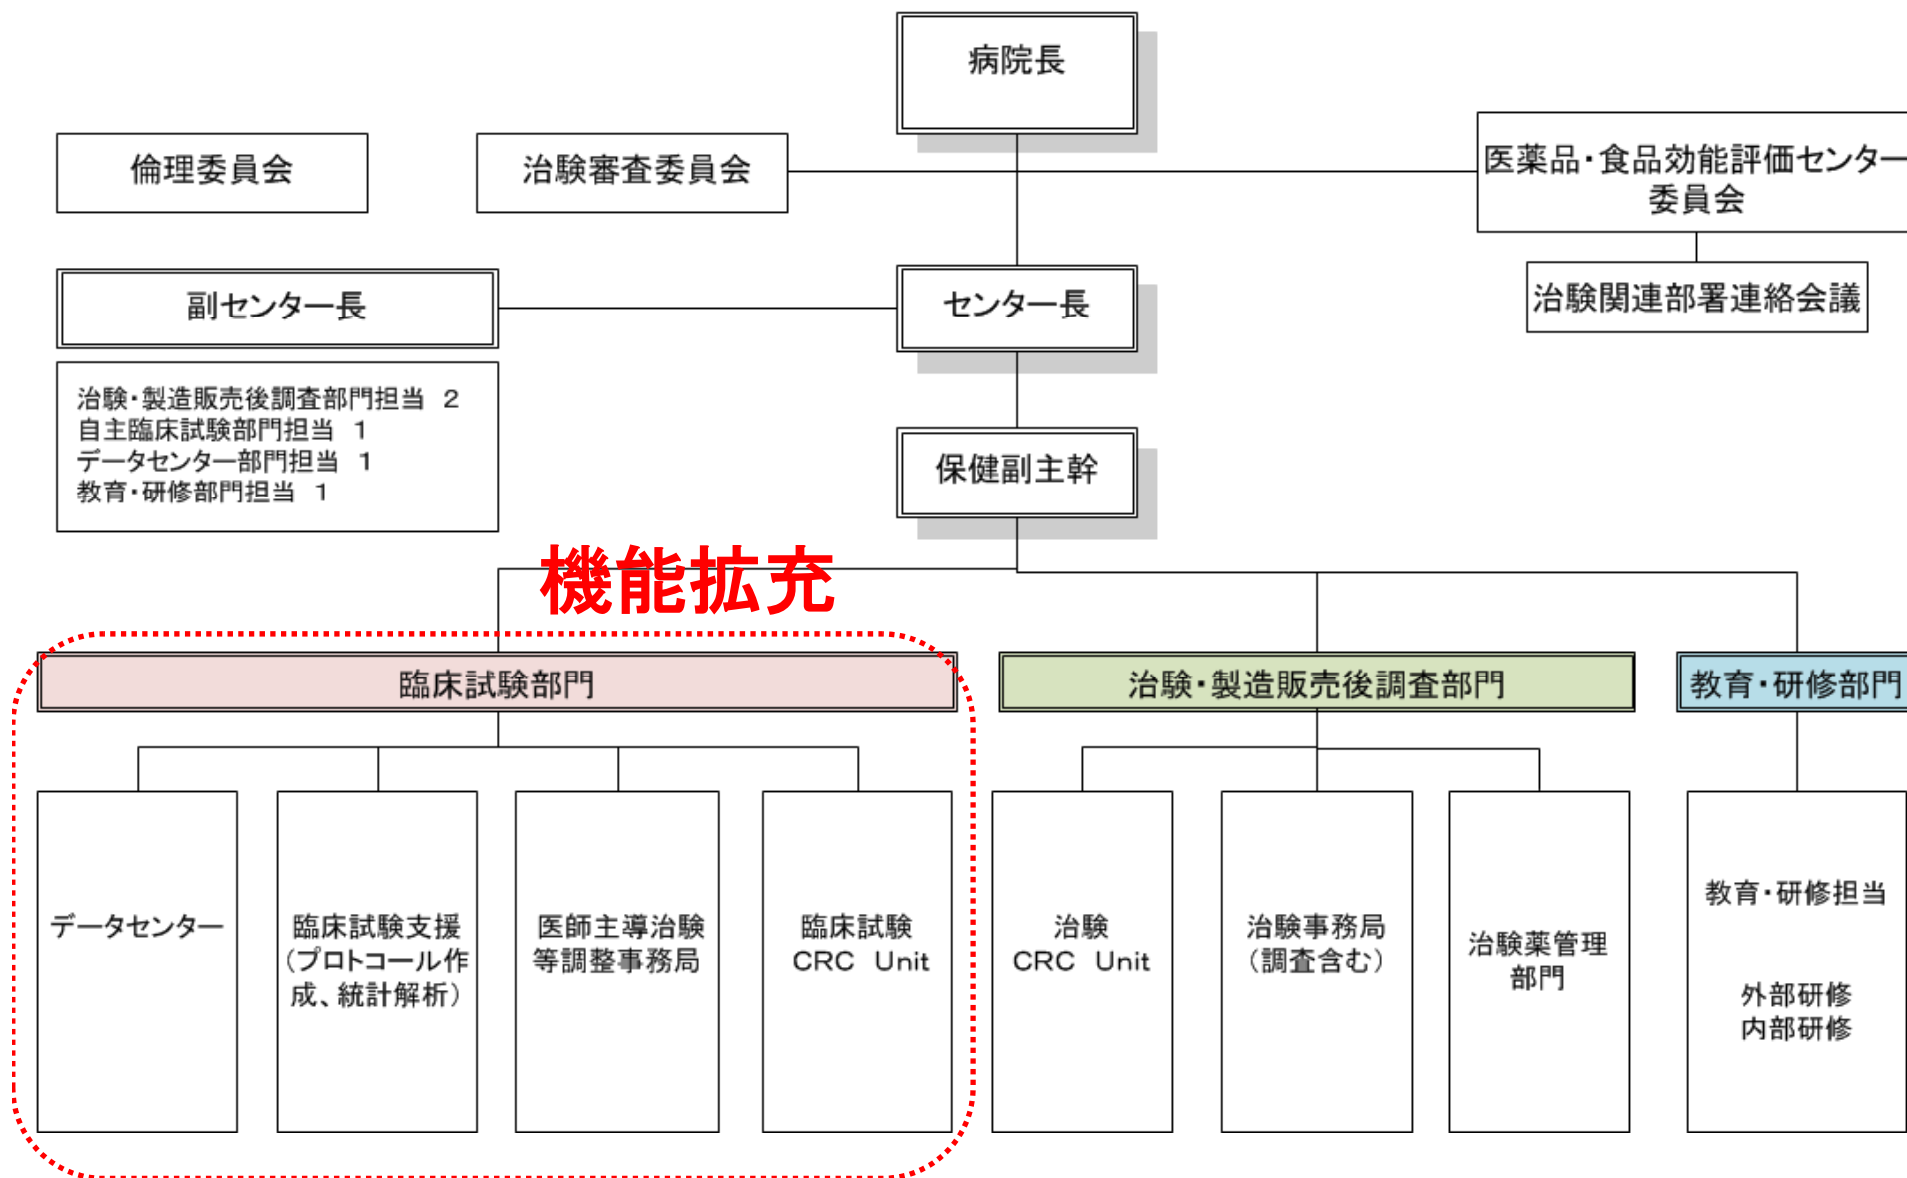 病院長
倫理委員会
治験審査委員会
医薬品・食品効能評価センター
委員会
治験関連部署連絡会議
副センター長
センター長
治験・製造販売後調査部門担当 2
自主臨床試験部門担当 1
データセンター部門担当 1
教育・研修部門担当 1
保健副主幹
機能拡充
臨床試験部門
治験・製造販売後調査部門
教育・研修部門
データセンター
臨床試験支援
(プロトコール作
成、統計解析)
医師主導治験
等調整事務局
臨床試験
CRC Unit
治験
CRC Unit
治験事務局
(調査含む)
治験薬管理
部門
教育・研修担当
外部研修
内部研修